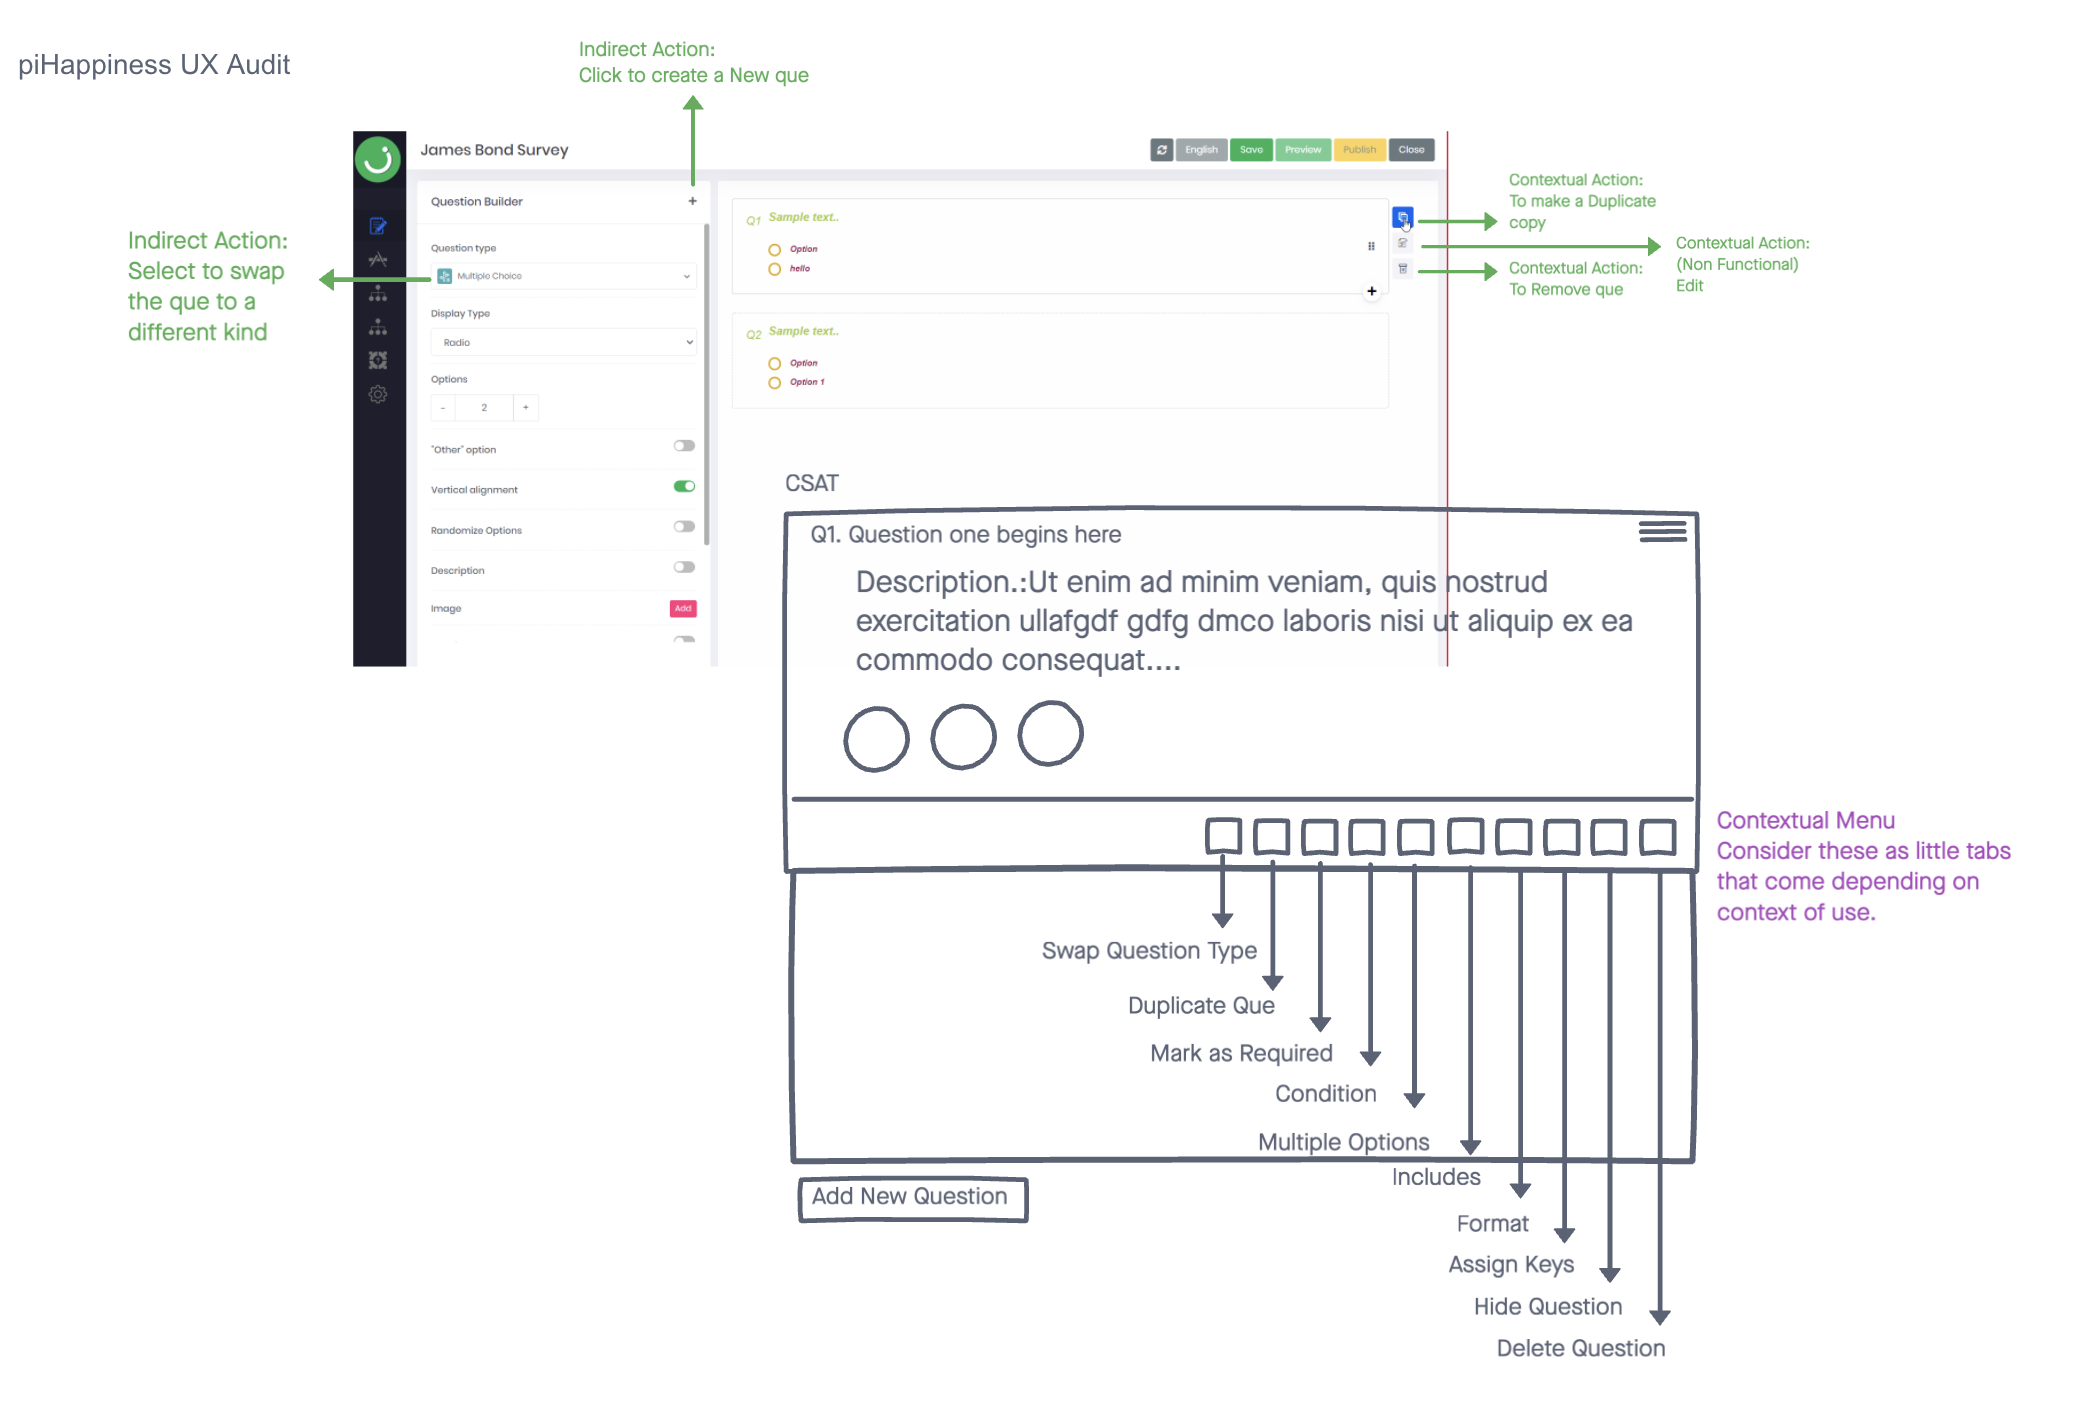 piHappiness UX Audit
Indirect Action:
Click to create a New que
James Bond Survey
English
Save
Preview
Publish
Close
Question Builder
+
Indirect Action:
Select to swap
the que to a
different kind
Question type
Multiple Choice
Display Type
Radio
Options
-
2
+
"Other" option
Vertical alignment
Randomize Options
Description
Image
Add
Q1 Sample text..
Option
hello
+
Q2 Sample text..
Option
Option 1
Contextual Action:
To make a Duplicate
copy
Contextual Action:
(Non Functional)
Edit
Contextual Action:
To Remove que
CSAT
Q1. Question one begins here
Description.:Ut enim ad minim veniam, quis nostrud
exercitation ullafgdf gdfg dmco laboris nisi ut aliquip ex ea
commodo consequat....
Contextual Menu
Consider these as little tabs
that come depending on
context of use.
Swap Question Type
Duplicate Que
Mark as Required
Condition
Multiple Options
Includes
Format
Assign Keys
Hide Question
Delete Question
Add New Question